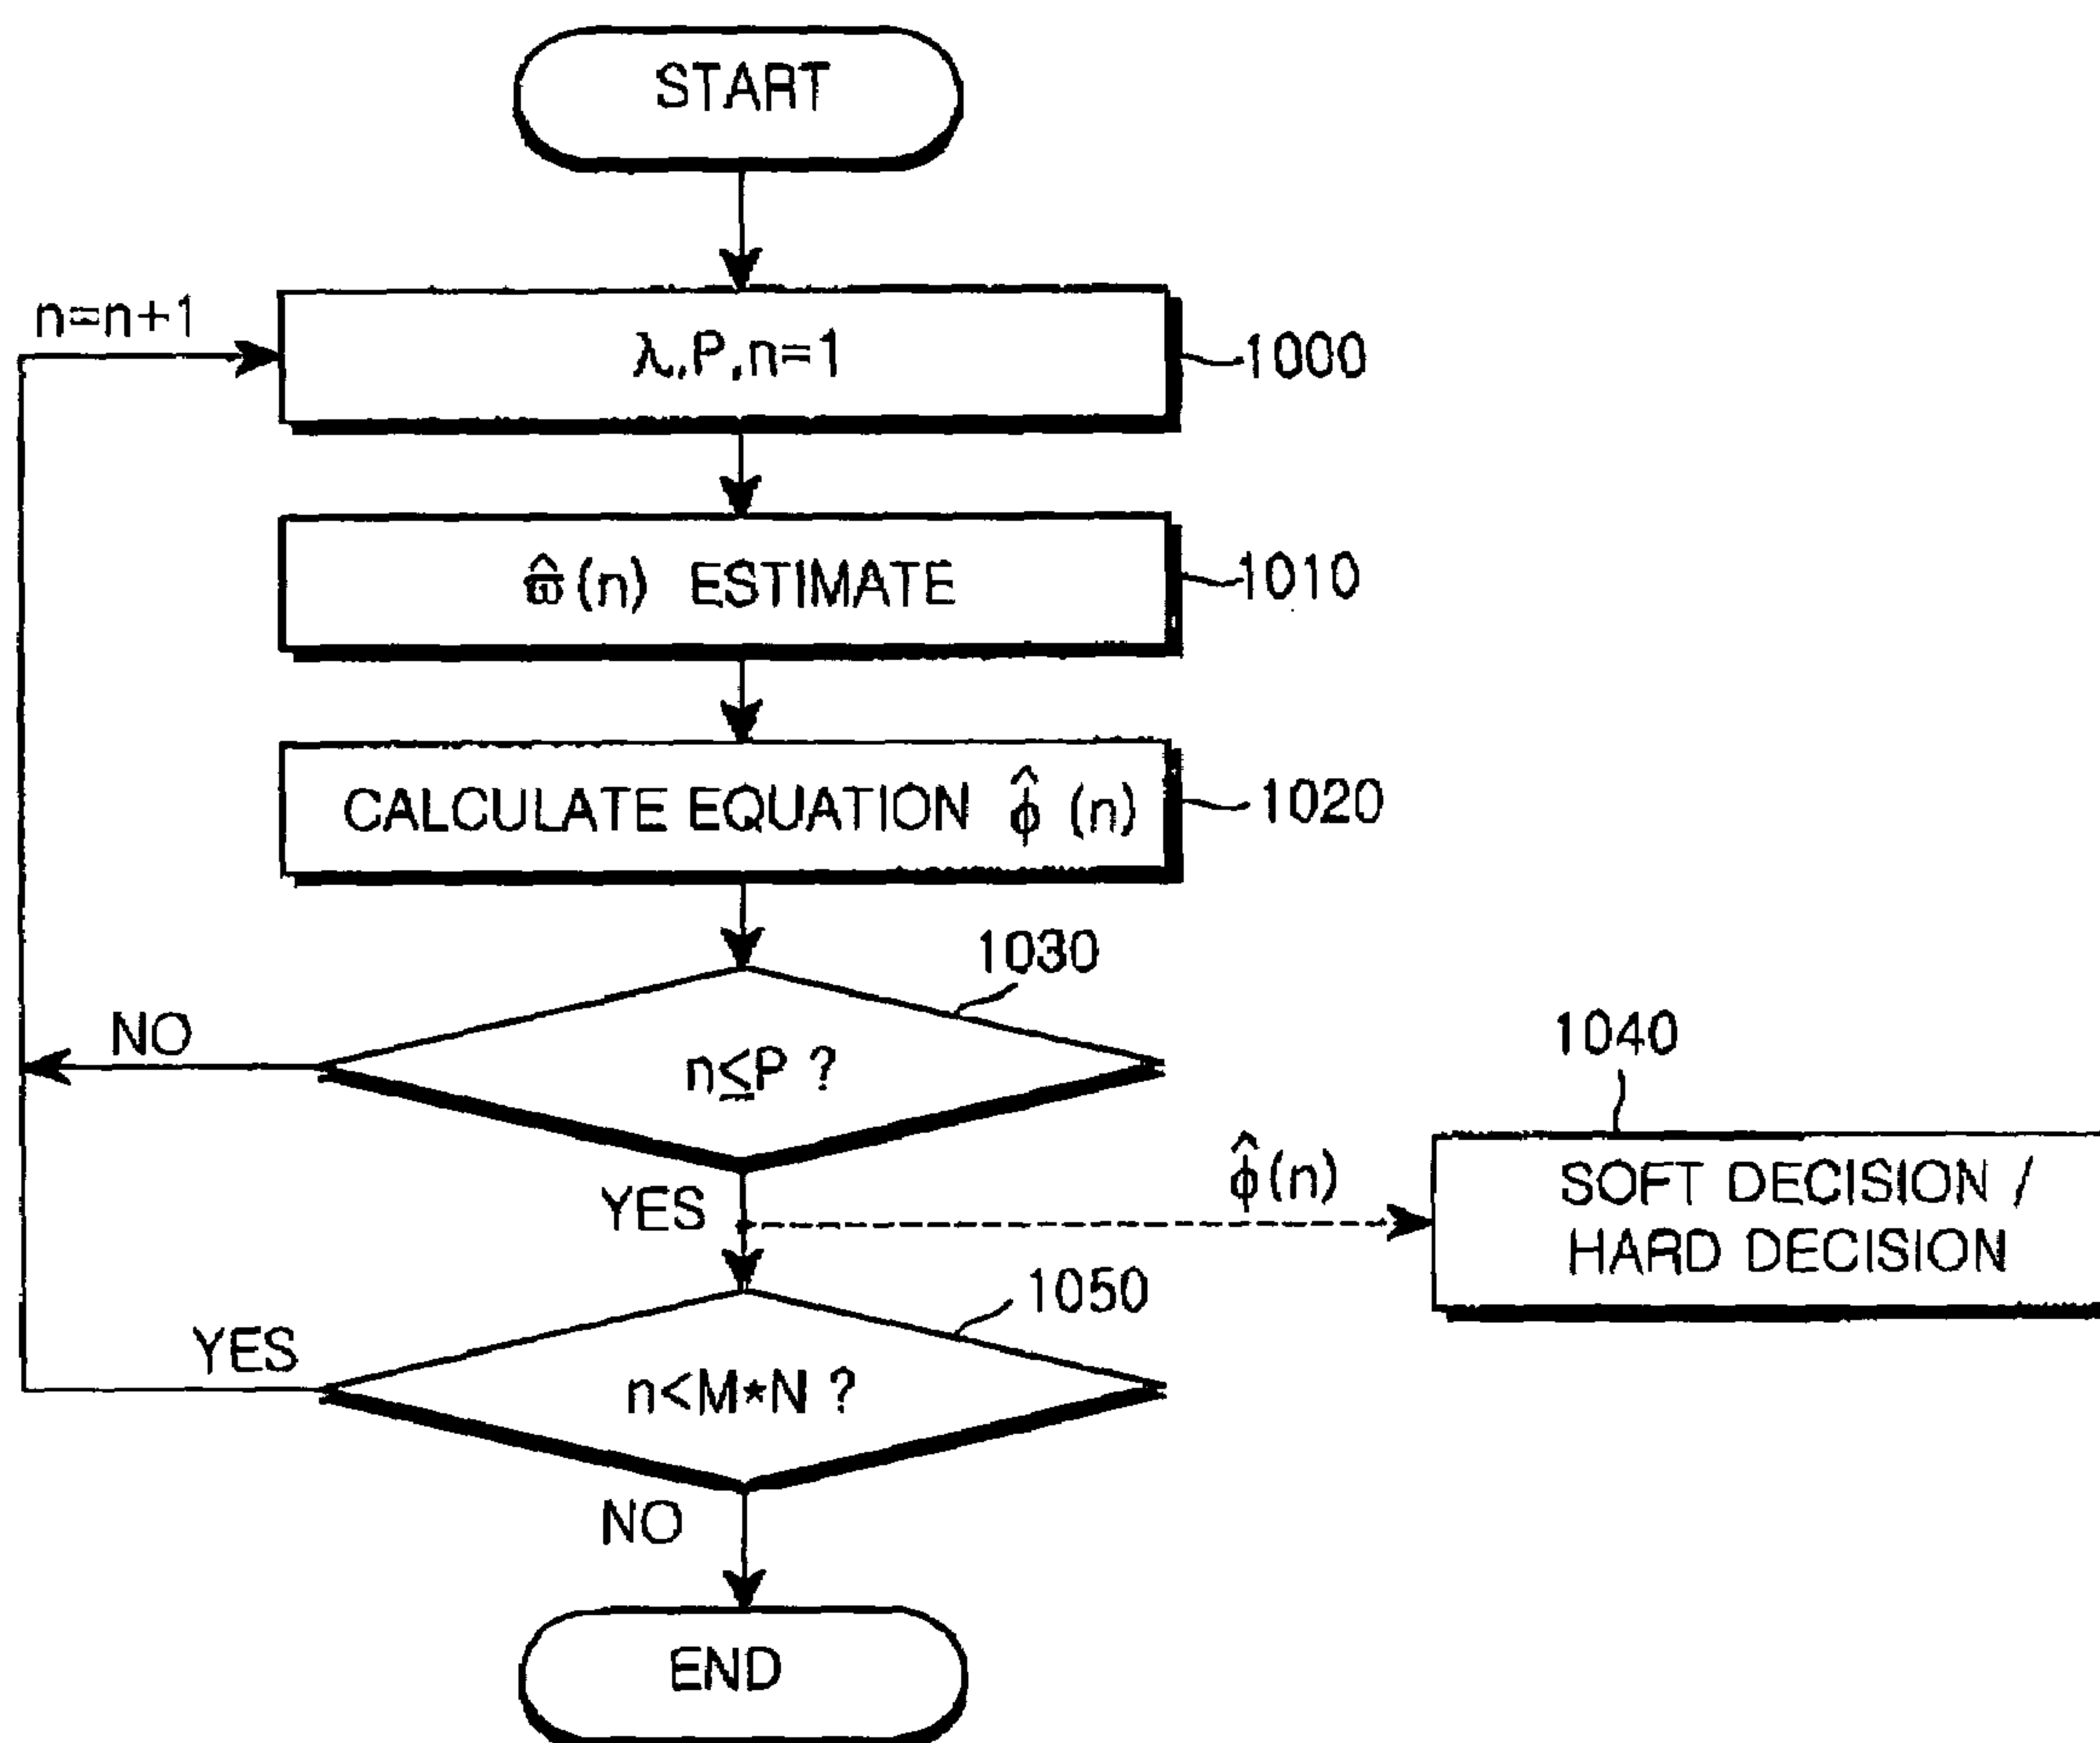 START
n=n+1
λ,P,n=1
1000
ϖ̂(n) ESTIMATE
1010
CALCULATE EQUATION ϕ̂ (n)
1020
1030
NO
n≤P ?
1040
YES
ϕ̂(n)
SOFT DECISION /
HARD DECISION
1050
YES
n<M*N ?
NO
END